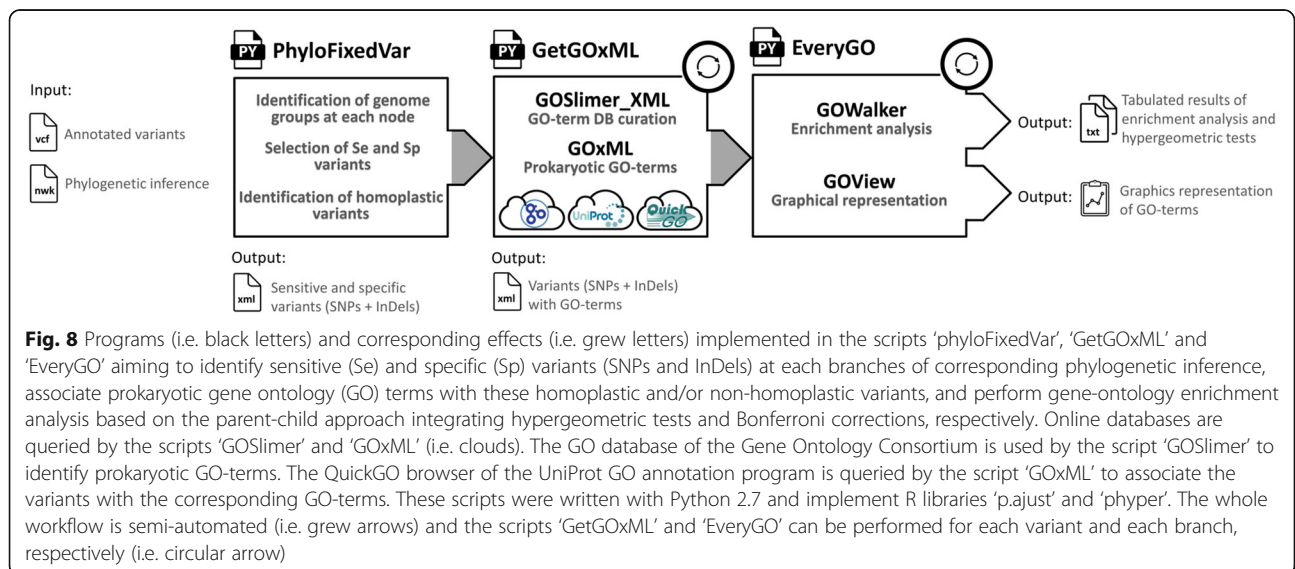 PY PhyloFixedVar
PY GetGOxML
PY EveryGO
Input:
vcf Annotated variants
nwk Phylogenetic inference
Identification of genome
groups at each node
Selection of Se and Sp
variants
Identification of homoplastic
variants
GOSlimer_XML
GO-term DB curation
GOxML
Prokaryotic GO-terms
go
UniProt
Quick
GO
GOWalker
Enrichment analysis
GOView
Graphical representation
Output:
txt
Tabulated results of
enrichment analysis and
hypergeometric tests
Output:
Graphics representation
of GO-terms
Output:
xml
Sensitive and specific
variants (SNPs + InDels)
Output:
xml
Variants (SNPs + InDels)
with GO-terms
Fig. 8 Programs (i.e. black letters) and corresponding effects (i.e. grew letters) implemented in the scripts ‘phyloFixedVar’, ‘GetGOxML’ and
‘EveryGO’ aiming to identify sensitive (Se) and specific (Sp) variants (SNPs and InDels) at each branches of corresponding phylogenetic inference,
associate prokaryotic gene ontology (GO) terms with these homoplastic and/or non-homoplastic variants, and perform gene-ontology enrichment
analysis based on the parent-child approach integrating hypergeometric tests and Bonferroni corrections, respectively. Online databases are
queried by the scripts ‘GOSlimer’ and ‘GOxML’ (i.e. clouds). The GO database of the Gene Ontology Consortium is used by the script ‘GOSlimer’ to
identify prokaryotic GO-terms. The QuickGO browser of the UniProt GO annotation program is queried by the script ‘GOxML’ to associate the
variants with the corresponding GO-terms. These scripts were written with Python 2.7 and implement R libraries ‘p.ajust’ and ‘phyper’. The whole
workflow is semi-automated (i.e. grew arrows) and the scripts ‘GetGOxML’ and ‘EveryGO’ can be performed for each variant and each branch,
respectively (i.e. circular arrow)